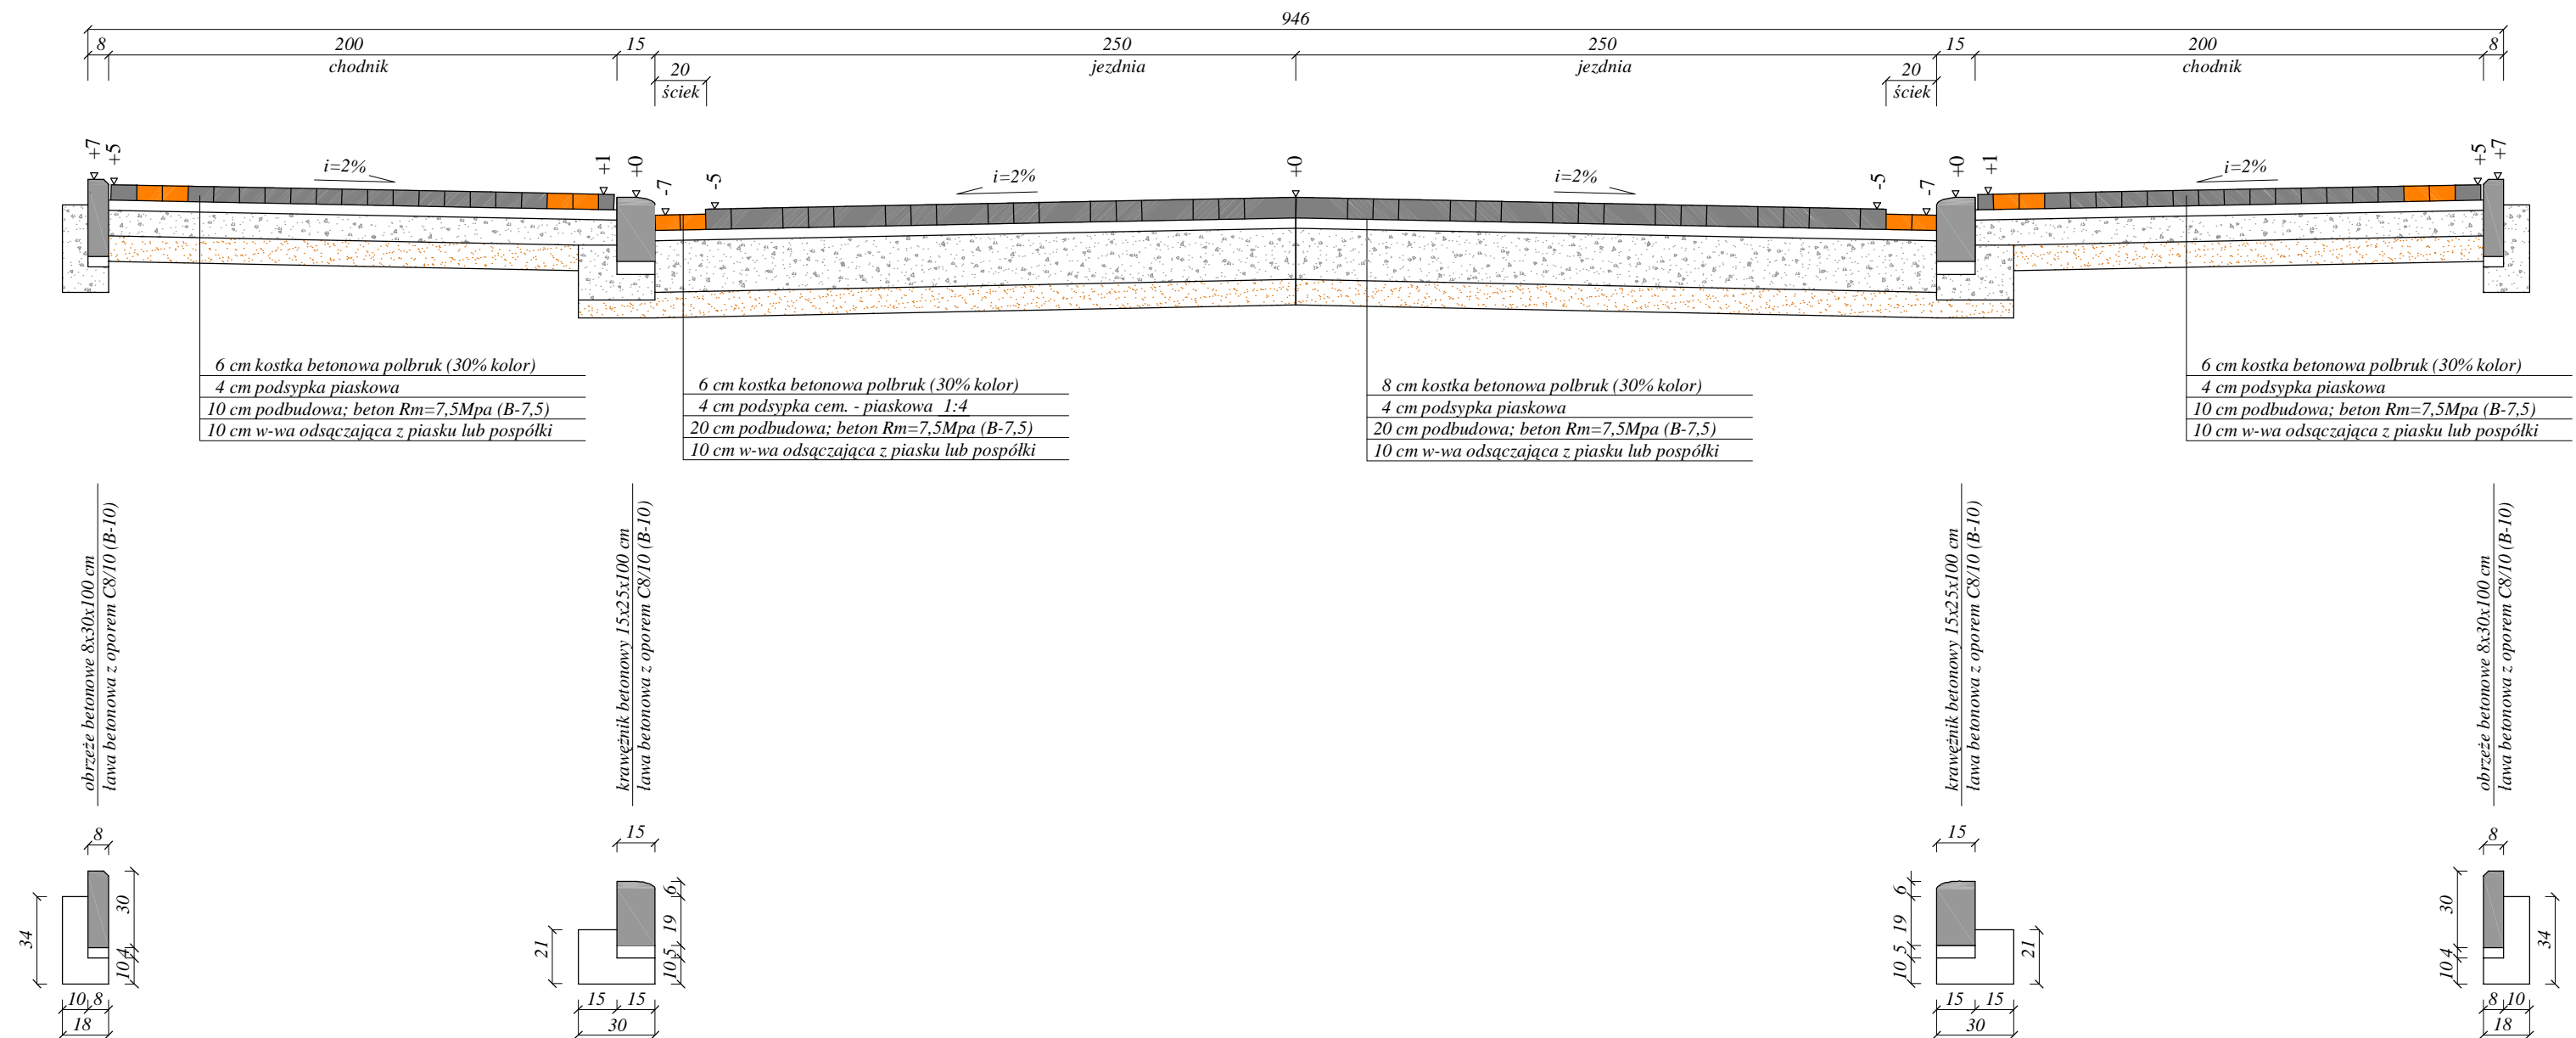 946
8 200 15 250 250 15 200 8
chodnik jezdnia jezdnia chodnik
20 20
ściek ściek
+7 +5 i=2% +1 +0 -7 -5 i=2% +0 i=2% -5 -7 +0 +1 i=2% +5 +7
6 cm kostka betonowa polbruk (30% kolor)
4 cm podsypka piaskowa
10 cm podbudowa; beton Rm=7,5Mpa (B-7,5)
10 cm w-wa odsączająca z piasku lub pospółki
6 cm kostka betonowa polbruk (30% kolor)
4 cm podsypka cem. - piaskowa 1:4
20 cm podbudowa; beton Rm=7,5Mpa (B-7,5)
10 cm w-wa odsączająca z piasku lub pospółki
8 cm kostka betonowa polbruk (30% kolor)
4 cm podsypka piaskowa
20 cm podbudowa; beton Rm=7,5Mpa (B-7,5)
10 cm w-wa odsączająca z piasku lub pospółki
6 cm kostka betonowa polbruk (30% kolor)
4 cm podsypka piaskowa
10 cm podbudowa; beton Rm=7,5Mpa (B-7,5)
10 cm w-wa odsączająca z piasku lub pospółki
obrzeże betonowe 8x30x100 cm
ława betonowa z oporem C8/10 (B-10)
krawężnik betonowy 15x25x100 cm
ława betonowa z oporem C8/10 (B-10)
krawężnik betonowy 15x25x100 cm
ława betonowa z oporem C8/10 (B-10)
obrzeże betonowe 8x30x100 cm
ława betonowa z oporem C8/10 (B-10)
8
34
30
4
10
10 8
18
15
21
6
19
5
10
15 15
30
15
6
19
5
10
21
15 15
30
8
30
4
10
34
8 10
18